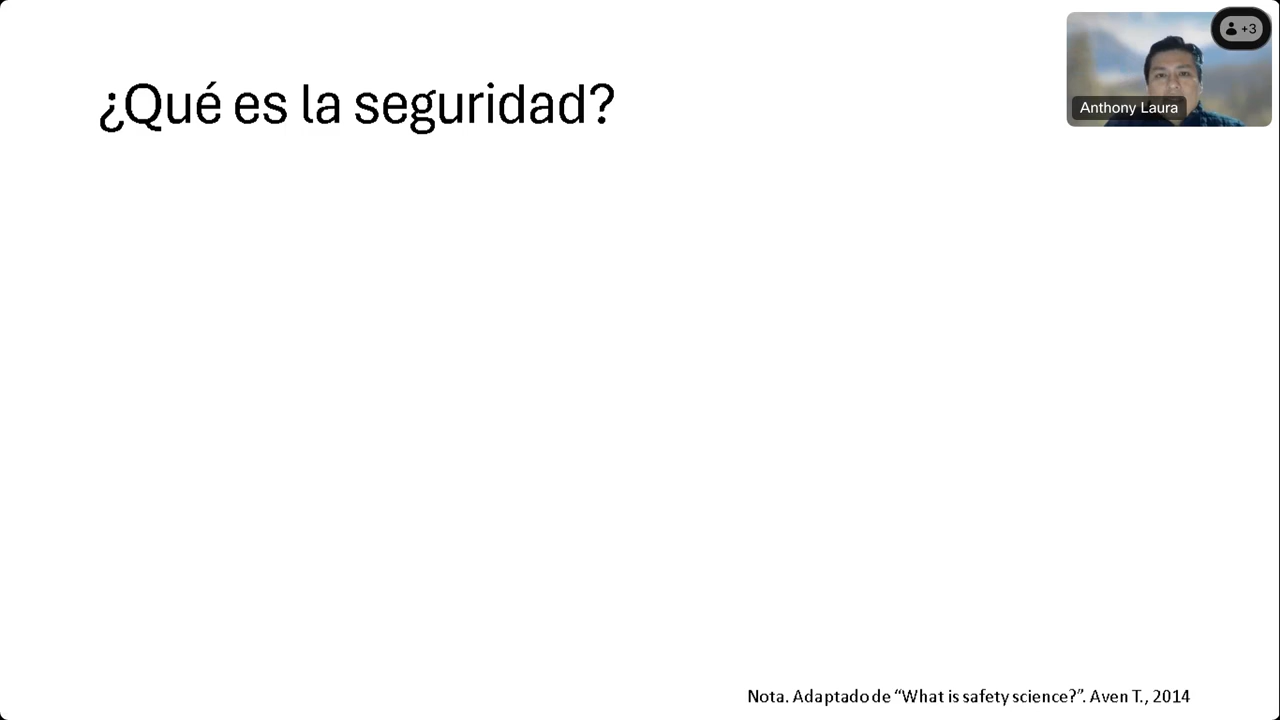 ¿Qué es la seguridad?
+3
Anthony Laura
Nota. Adaptado de “What is safety science?”. Aven T., 2014